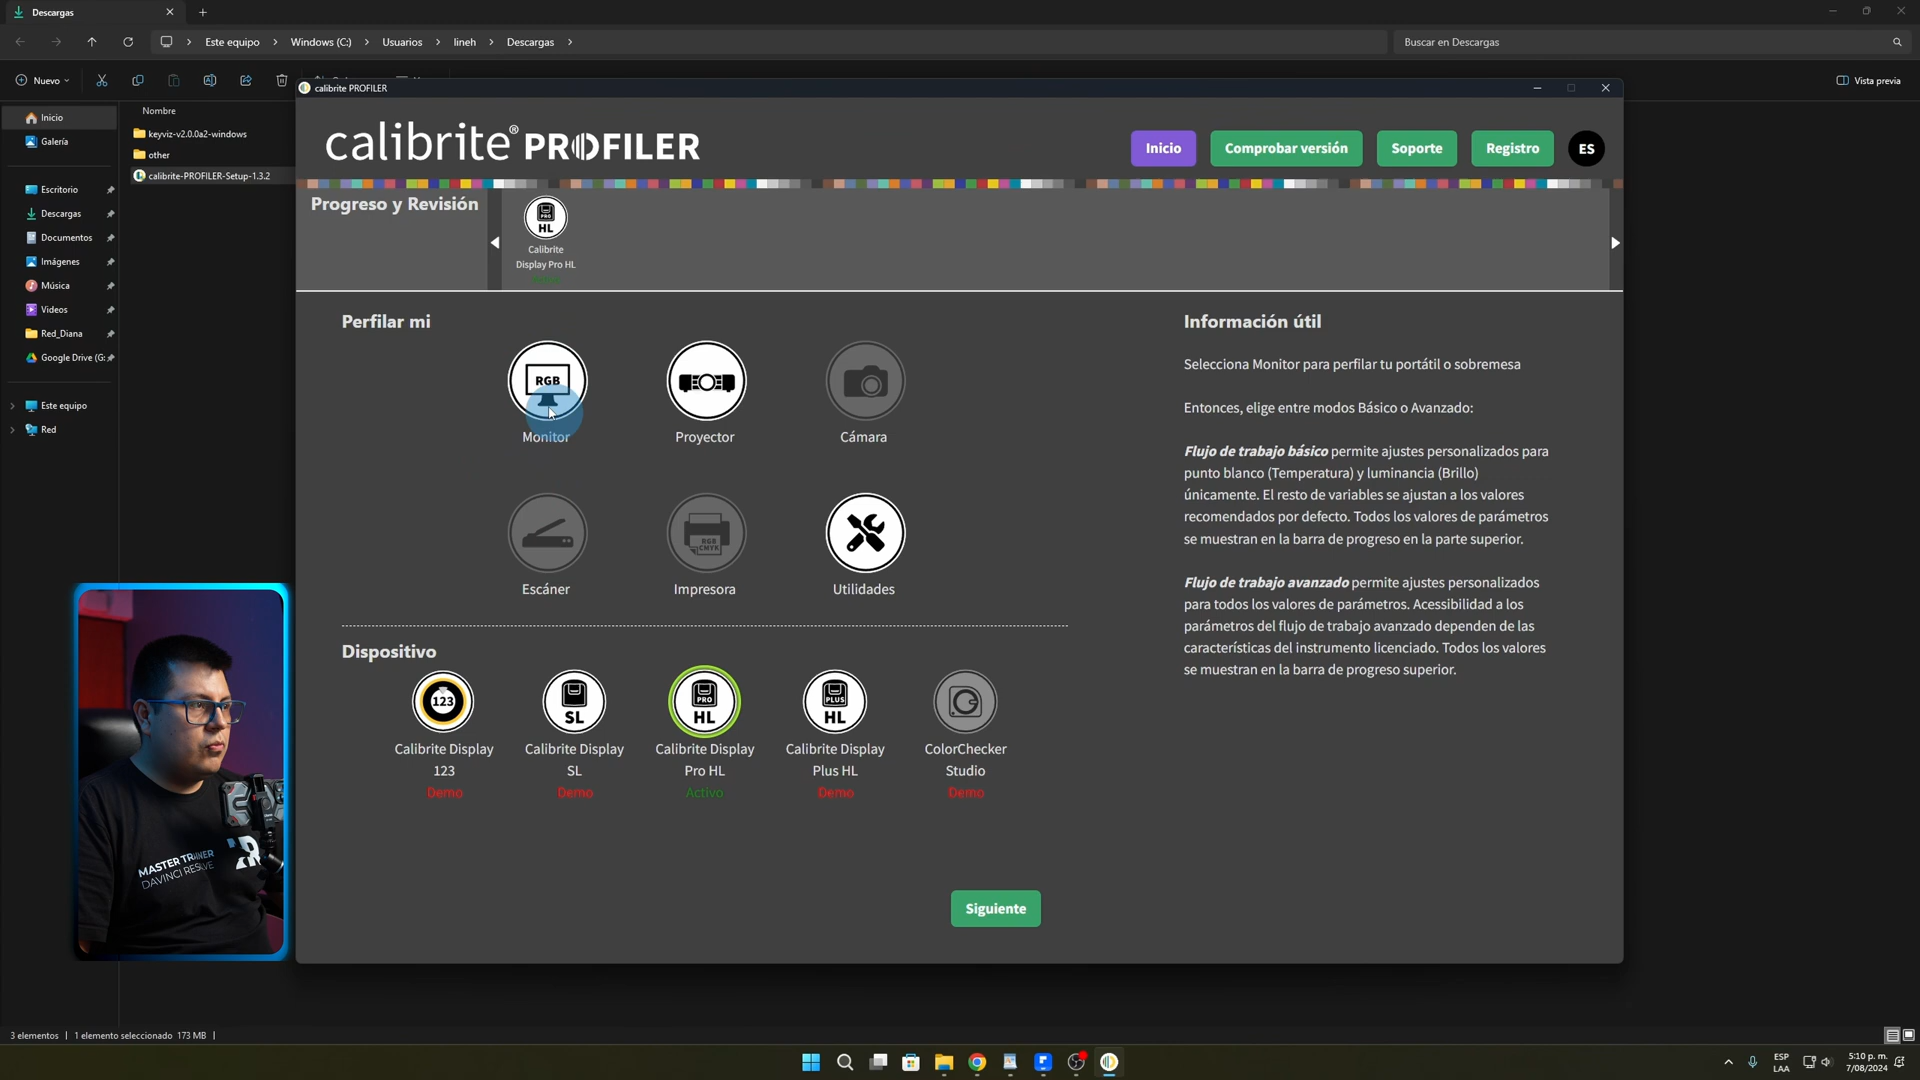 Descargas
Este equipo
Windows (C:)
Usuarios
lineh
Descargas
Buscar en Descargas
Nuevo
Vista previa
Inicio
Galería
Escritorio
Descargas
Documentos
Imágenes
Música
Videos
Red_Diana
Google Drive (G:
Este equipo
Red
Nombre
keyviz-v2.0.0a2-windows
other
calibrite-PROFILER-Setup-1.3.2
calibrite PROFILER
calibrite® PROFILER
Inicio
Comprobar versión
Soporte
Registro
ES
Progreso y Revisión
PRO
HL
Calibrite
Display Pro HL
Perfilar mi
RGB
Monitor
Proyector
Cámara
Escáner
RGB
CMYK
Impresora
Utilidades
Dispositivo
123
Calibrite Display
123
Demo
SL
Calibrite Display
SL
Demo
PRO
HL
Calibrite Display
Pro HL
Activo
PLUS
HL
Calibrite Display
Plus HL
Demo
ColorChecker
Studio
Demo
Siguiente
Información útil
Selecciona Monitor para perfilar tu portátil o sobremesa
Entonces, elige entre modos Básico o Avanzado:
Flujo de trabajo básico permite ajustes personalizados para
punto blanco (Temperatura) y luminancia (Brillo)
únicamente. El resto de variables se ajustan a los valores
recomendados por defecto. Todos los valores de parámetros
se muestran en la barra de progreso en la parte superior.
Flujo de trabajo avanzado permite ajustes personalizados
para todos los valores de parámetros. Acessibilidad a los
parámetros del flujo de trabajo avanzado dependen de las
características del instrumento licenciado. Todos los valores
se muestran en la barra de progreso superior.
MASTER TRAINER
DAVINCI RESOLVE
3 elementos
1 elemento seleccionado 173 MB
ESP
LAA
5:10 p. m.
7/08/2024